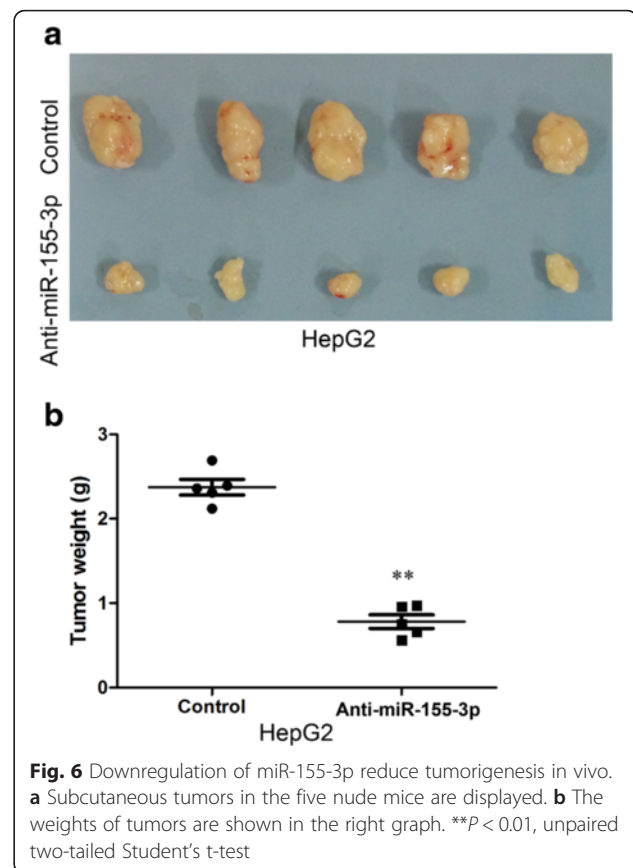 a
Control
Anti-miR-155-3p
HepG2
b
Tumor weight (g)
3
2
1
0
**
Control Anti-miR-155-3p
HepG2
Fig. 6 Downregulation of miR-155-3p reduce tumorigenesis in vivo.
a Subcutaneous tumors in the five nude mice are displayed. b The
weights of tumors are shown in the right graph. **P < 0.01, unpaired
two-tailed Student's t-test